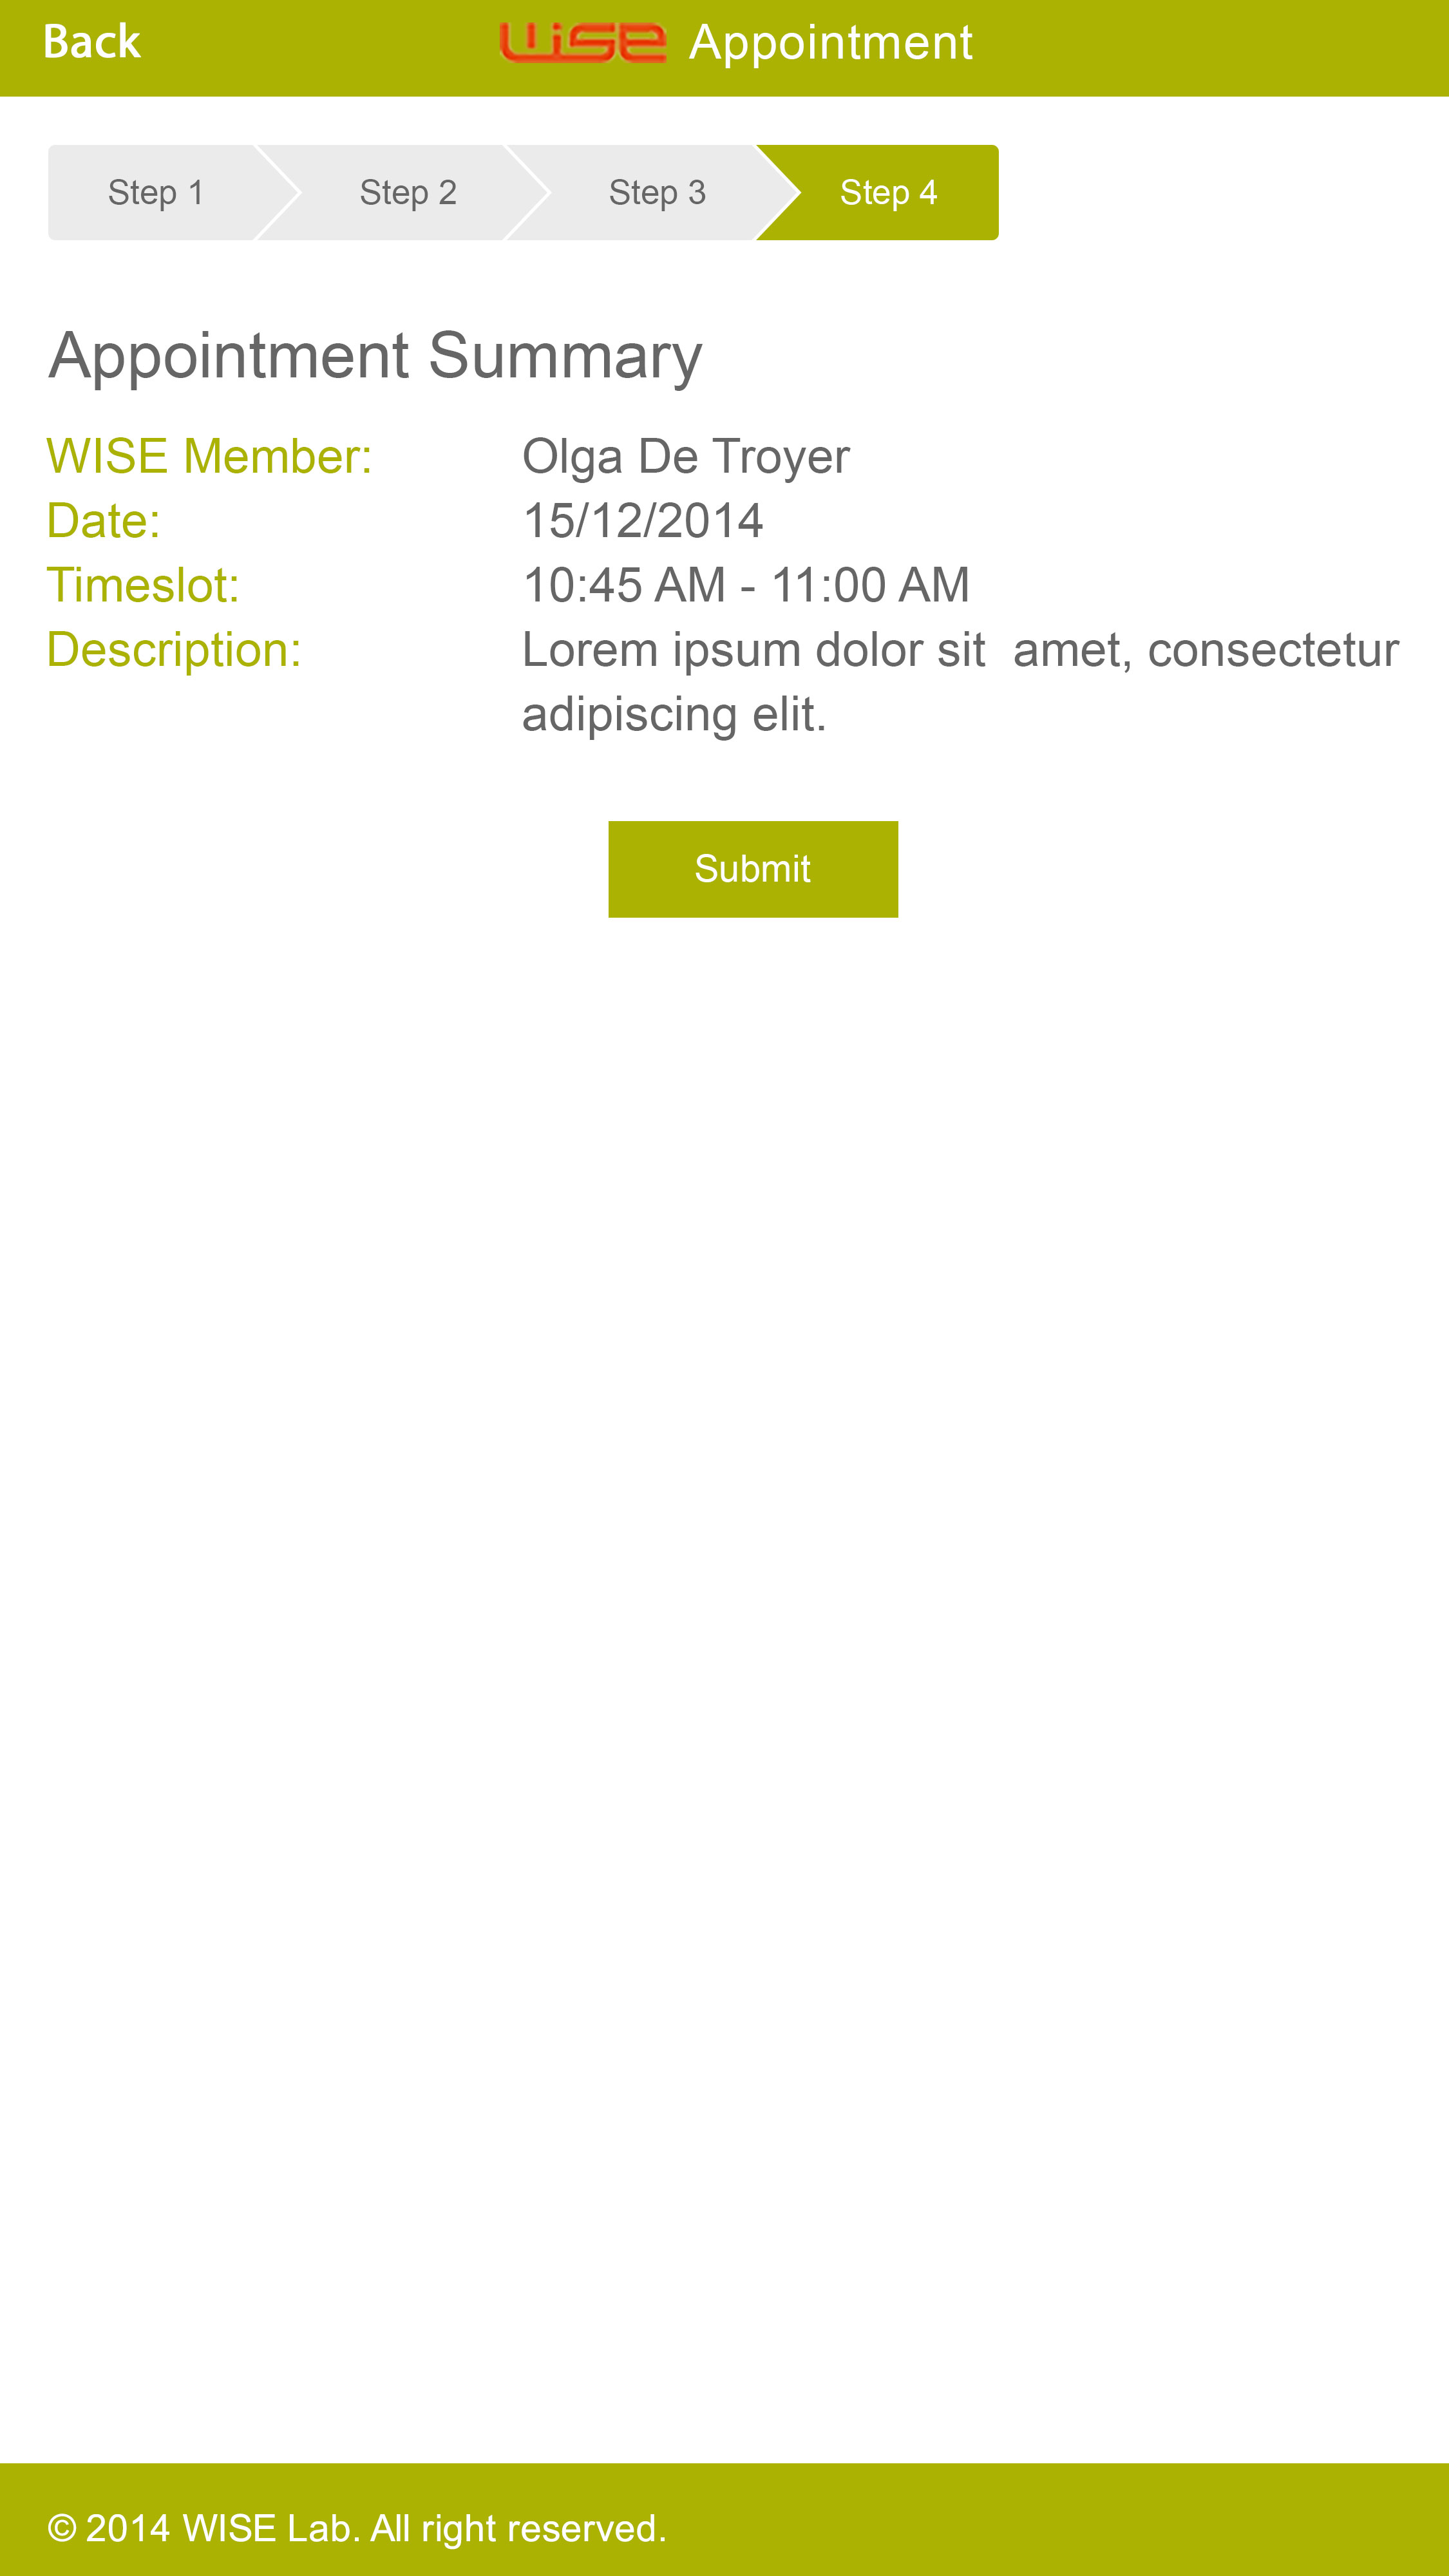 Back
WiSE Appointment
Step 1 Step 2 Step 3 Step 4
Appointment Summary
WISE Member: Olga De Troyer
Date: 15/12/2014
Timeslot: 10:45 AM - 11:00 AM
Description: Lorem ipsum dolor sit  amet, consectetur
adipiscing elit.
Submit
© 2014 WISE Lab. All right reserved.